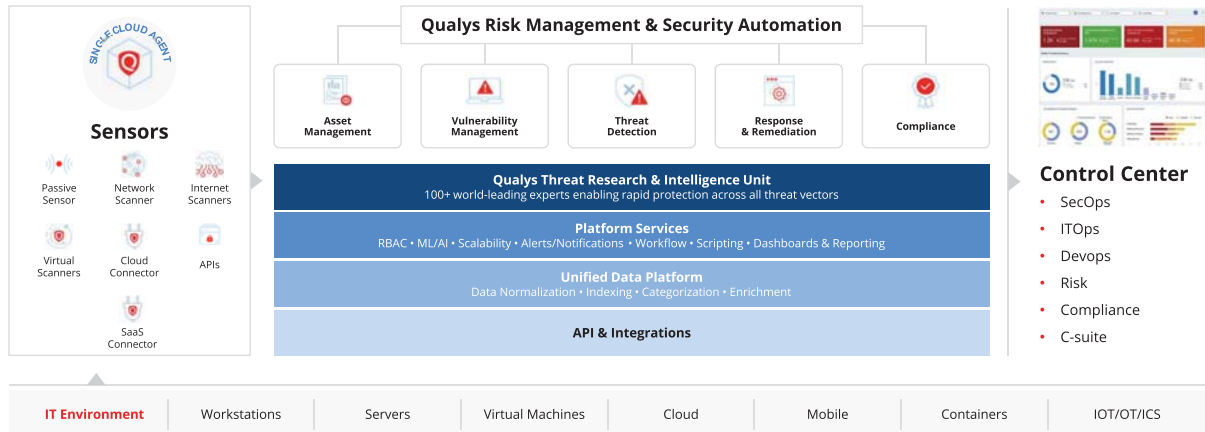 SINGLE CLOUD AGENT
Sensors
Passive
Sensor
Network
Scanner
Internet
Scanners
Virtual
Scanners
Cloud
Connector
APIs
SaaS
Connector
Qualys Risk Management & Security Automation
Asset
Management
Vulnerability
Management
Threat
Detection
Response
& Remediation
Compliance
Qualys Threat Research & Intelligence Unit
100+ world-leading experts enabling rapid protection across all threat vectors
Platform Services
RBAC • ML/AI • Scalability • Alerts/Notifications • Workflow • Scripting • Dashboards & Reporting
Unified Data Platform
Data Normalization • Indexing • Categorization • Enrichment
API & Integrations
Control Center
• SecOps
• ITOps
• Devops
• Risk
• Compliance
• C-suite
IT Environment
Workstations
Servers
Virtual Machines
Cloud
Mobile
Containers
IOT/OT/ICS